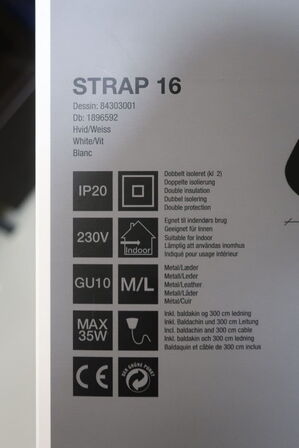 STRAP 16
Dessin: 84303001
Db: 1896592
Hvid/Weiss
White/Vit
Blanc
IP20
Dobbelt isoleret (kl. 2)
Doppelte isolierung
Double insulation
Dubbel isolering
Double protection
230V
Indoor
Egnet til indendørs brug
Geeignet für Innen
Suitable for Indoor
Lämplig att användas inomhus
Indiqué pour usage intérieur
GU10
M/L
Metal/Læder
Metall/Leder
Metal/Leather
Metall/Läder
Métal/Cuir
MAX
35W
Inkl. baldakin og 300 cm ledning
Inkl. Baldachin und 300 cm Leitung
Incl. baldachin and 300 cm cable
Inkl. baldakin och 300 cm ledning
Baldaquin et câble de 300 cm inclus
CE
DER GRÜNE PUNKT